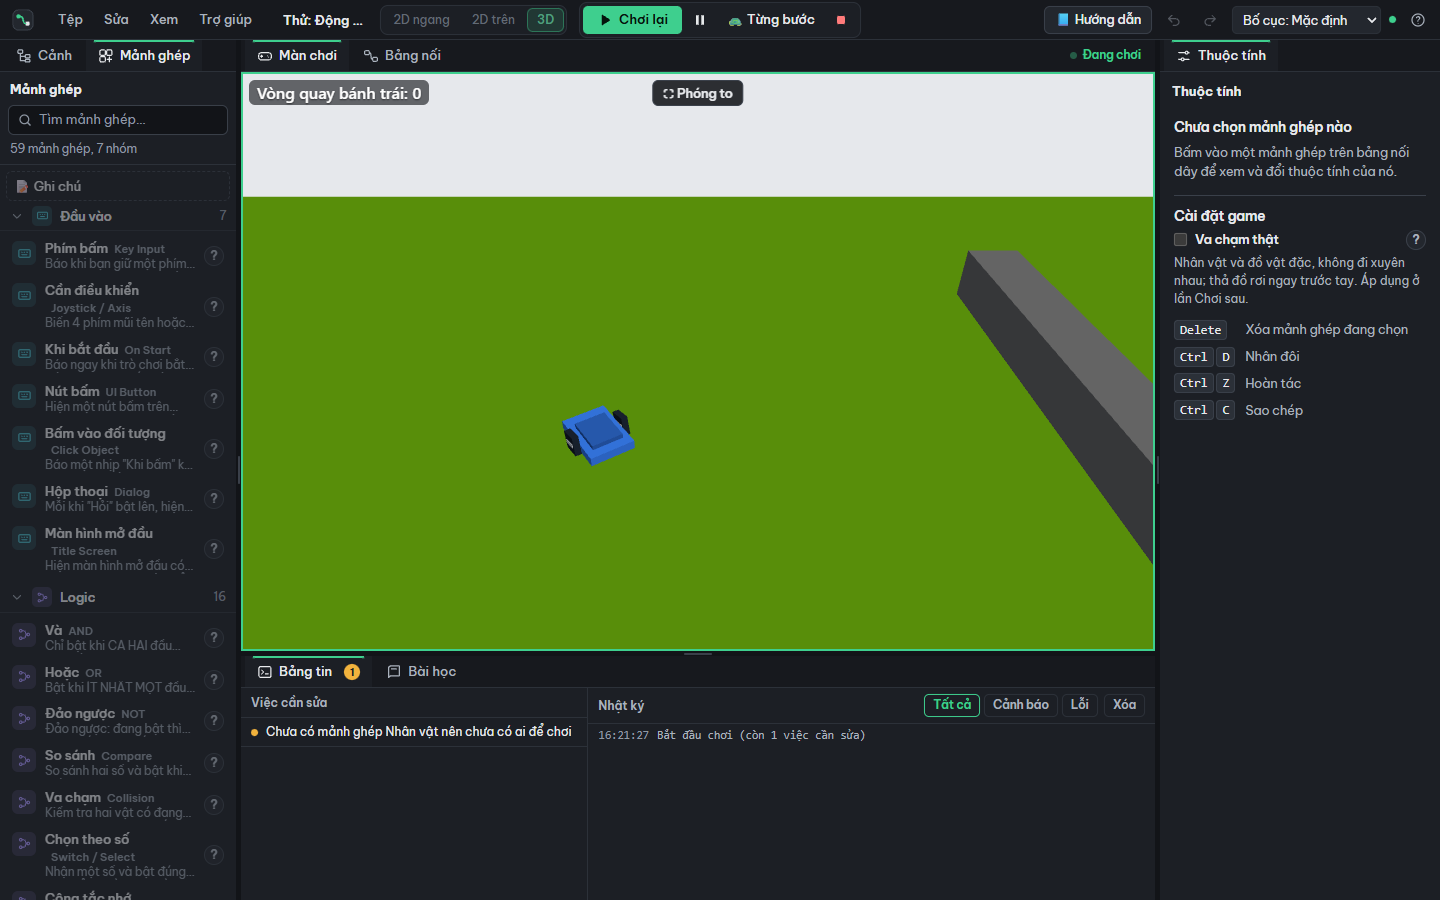 Tệp Sửa Xem Trợ giúp Thử: Động ... 2D ngang 2D trên 3D Chơi lại Từng bước Hướng dẫn Bố cục: Mặc định
Cảnh Mảnh ghép
Mảnh ghép
Tìm mảnh ghép...
59 mảnh ghép, 7 nhóm
Ghi chú
Đầu vào 7
Phím bấm Key Input ?
Báo khi bạn giữ một phím...
Cần điều khiển
Joystick / Axis ?
Biến 4 phím mũi tên hoặc...
Khi bắt đầu On Start ?
Báo ngay khi trò chơi bắt...
Nút bấm UI Button ?
Hiện một nút bấm trên...
Bấm vào đối tượng
Click Object ?
Báo một nhịp "Khi bấm" k...
Hộp thoại Dialog ?
Mỗi khi "Hỏi" bật lên, hiện...
Màn hình mở đầu
Title Screen ?
Hiện màn hình mở đầu có...
Logic 16
Và AND ?
Chỉ bật khi CẢ HAI đầu...
Hoặc OR ?
Bật khi ÍT NHẤT MỘT đầu...
Đảo ngược NOT ?
Đảo ngược: đang bật thì...
So sánh Compare ?
So sánh hai số và bật khi...
Va chạm Collision ?
Kiểm tra hai vật có đang...
Chọn theo số
Switch / Select ?
Nhận một số và bật đúng...
Công tắc nhớ
Màn chơi Bảng nối Đang chơi
Vòng quay bánh trái: 0 Phóng to
Bảng tin 1 Bài học
Việc cần sửa
Chưa có mảnh ghép Nhân vật nên chưa có ai để chơi
Nhật ký Tất cả Cảnh báo Lỗi Xóa
16:21:27 Bắt đầu chơi (còn 1 việc cần sửa)
Thuộc tính
Thuộc tính
Chưa chọn mảnh ghép nào
Bấm vào một mảnh ghép trên bảng nối
dây để xem và đổi thuộc tính của nó.
Cài đặt game
Va chạm thật ?
Nhân vật và đồ vật đặc, không đi xuyên
nhau; thả đồ rơi ngay trước tay. Áp dụng ở
lần Chơi sau.
Delete Xóa mảnh ghép đang chọn
Ctrl D Nhân đôi
Ctrl Z Hoàn tác
Ctrl C Sao chép